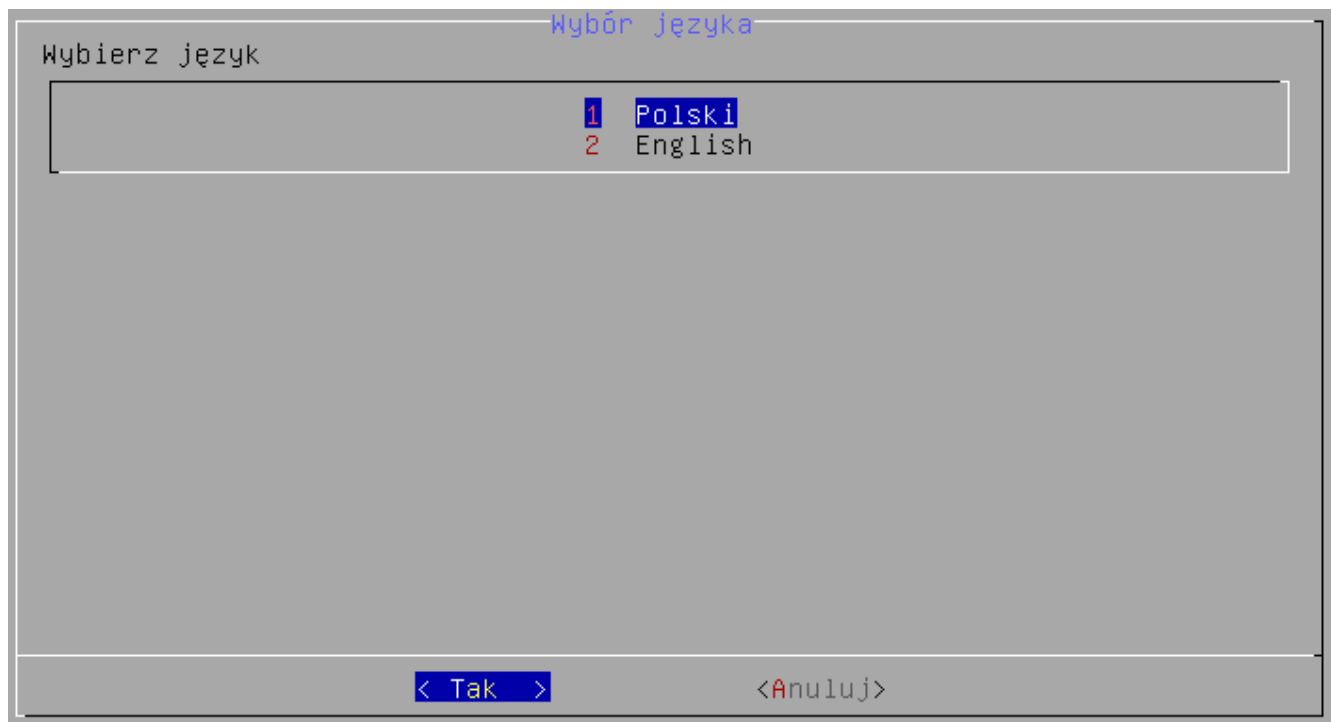 Wybór języka
Wybierz język
1 Polski
2 English
< Tak > <Anuluj>